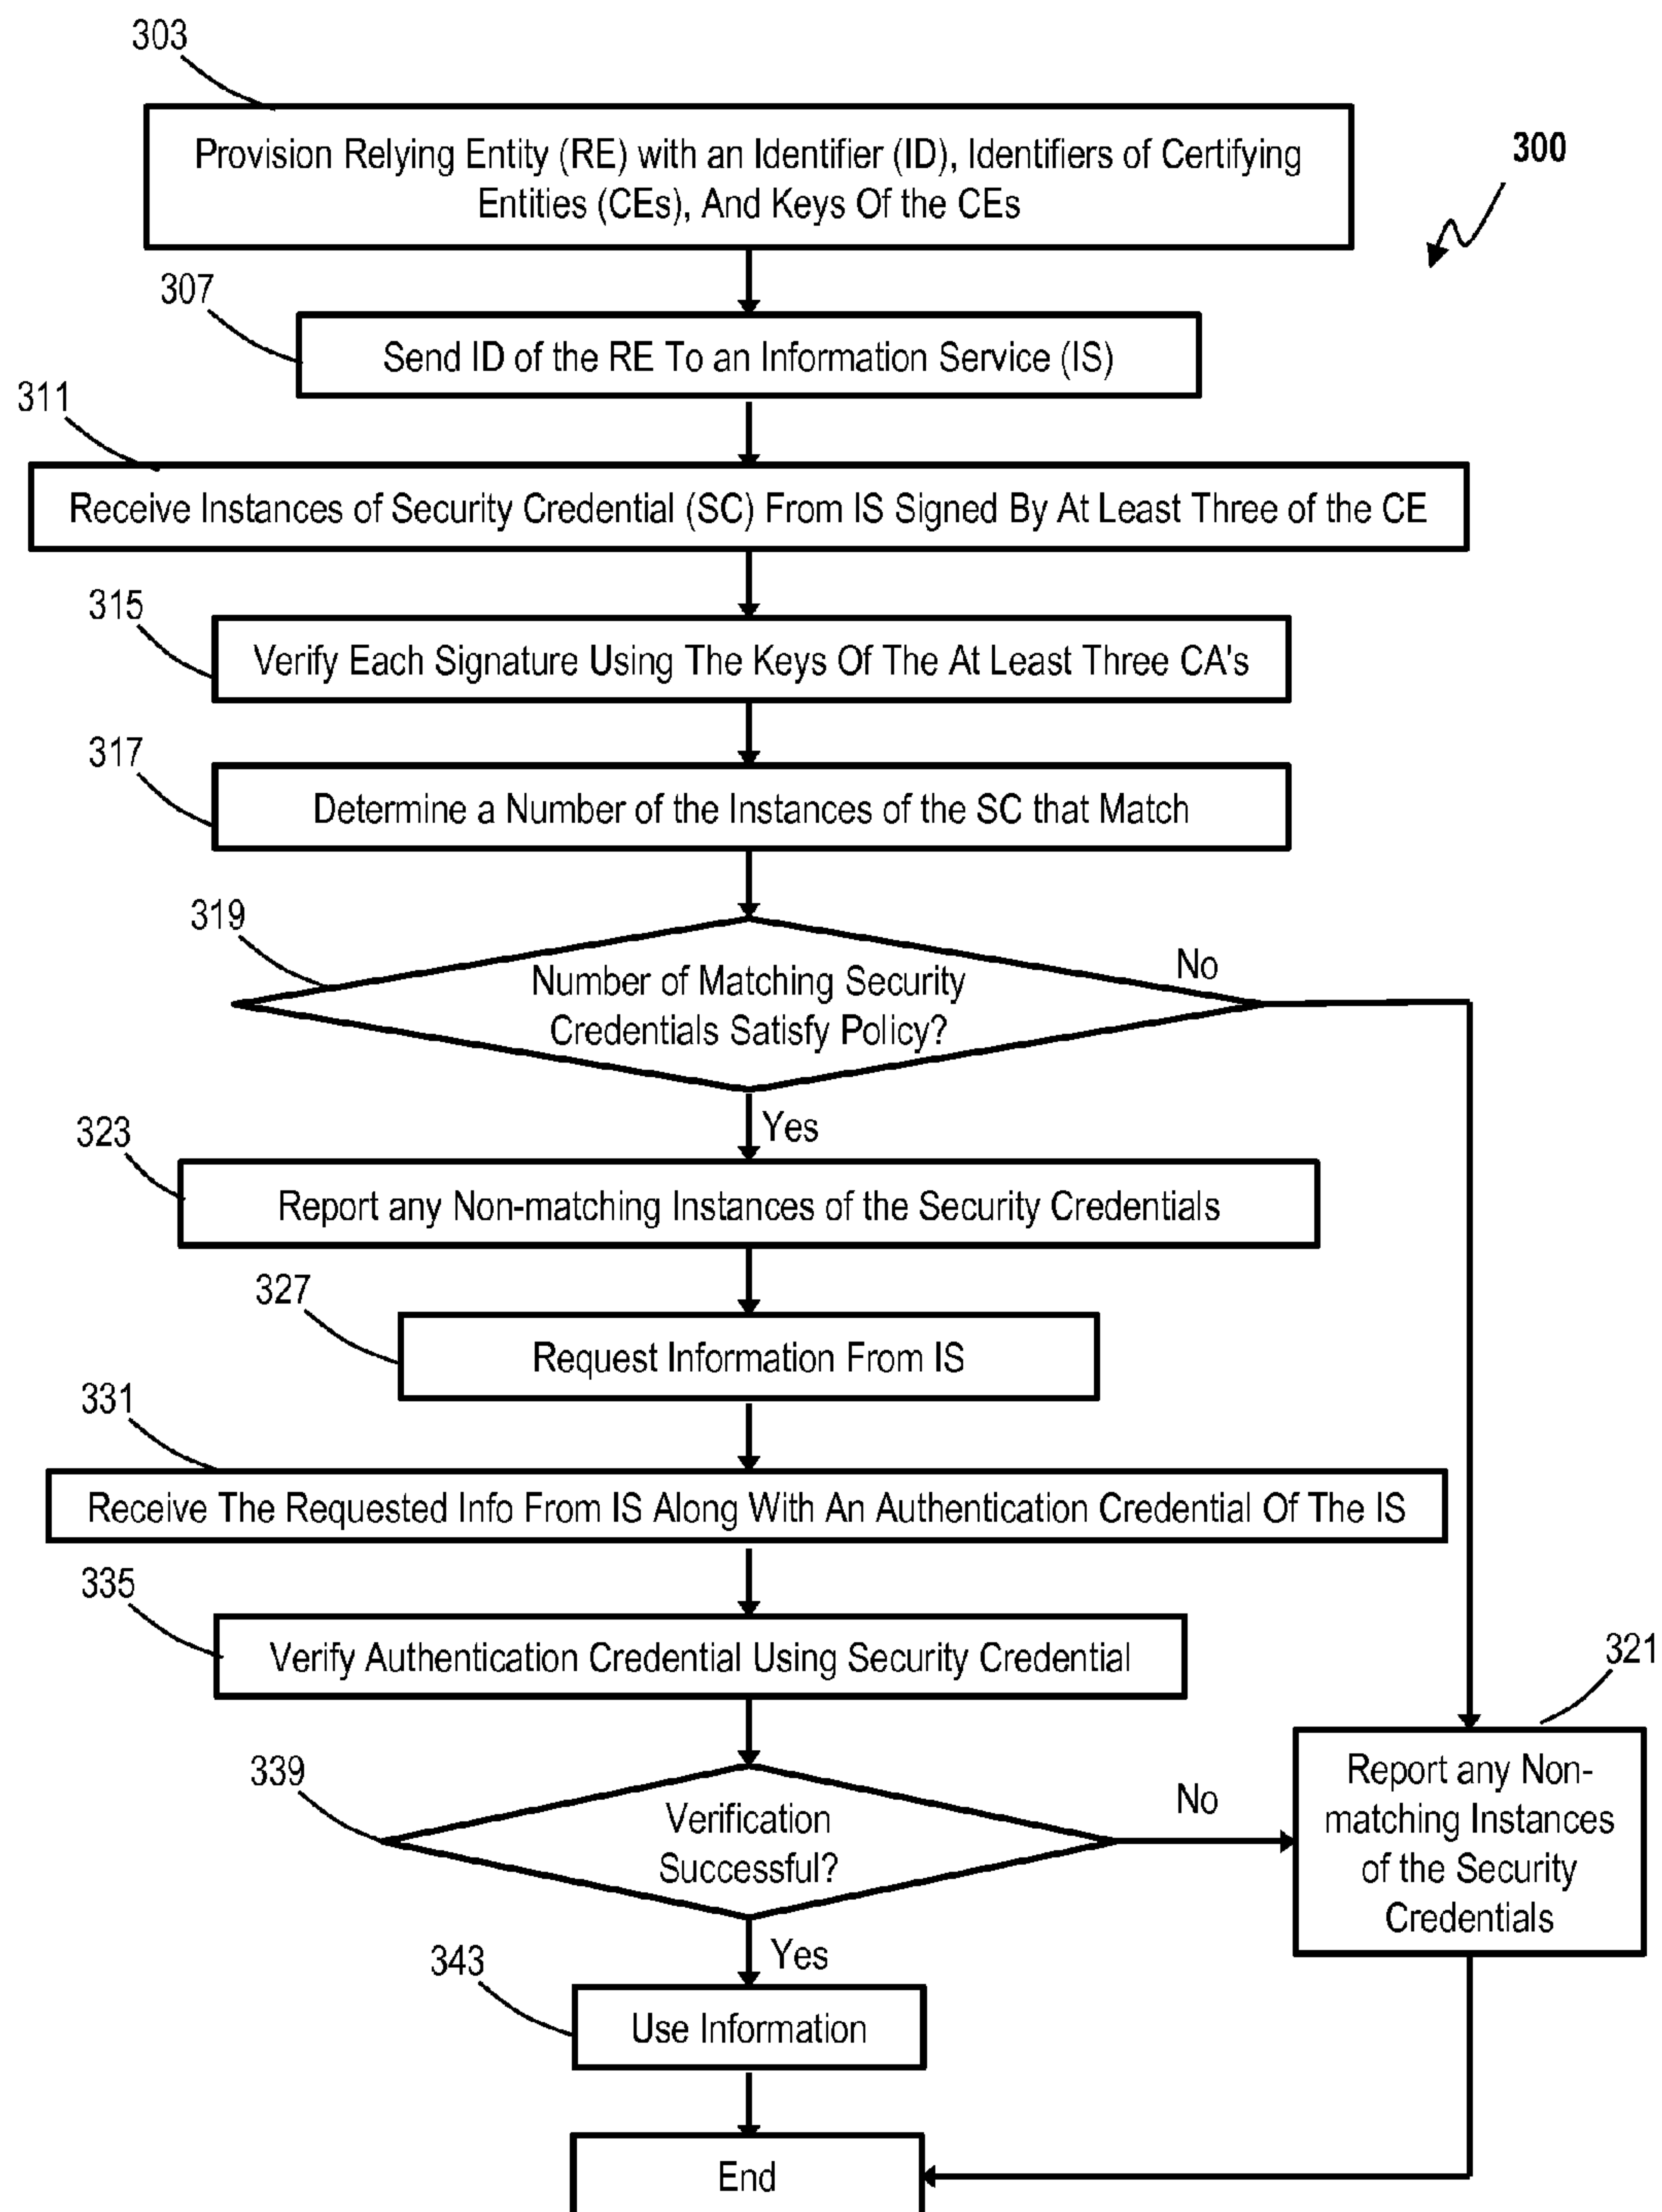 303
Provision Relying Entity (RE) with an Identifier (ID), Identifiers of Certifying
Entities (CEs), And Keys Of the CEs
300
307
Send ID of the RE To an Information Service (IS)
311
Receive Instances of Security Credential (SC) From IS Signed By At Least Three of the CE
315
Verify Each Signature Using The Keys Of The At Least Three CA's
317
Determine a Number of the Instances of the SC that Match
319
Number of Matching Security
Credentials Satisfy Policy?
No
Yes
323
Report any Non-matching Instances of the Security Credentials
327
Request Information From IS
331
Receive The Requested Info From IS Along With An Authentication Credential Of The IS
335
Verify Authentication Credential Using Security Credential
321
Report any Non-
matching Instances
of the Security
Credentials
339
Verification
Successful?
No
Yes
343
Use Information
End